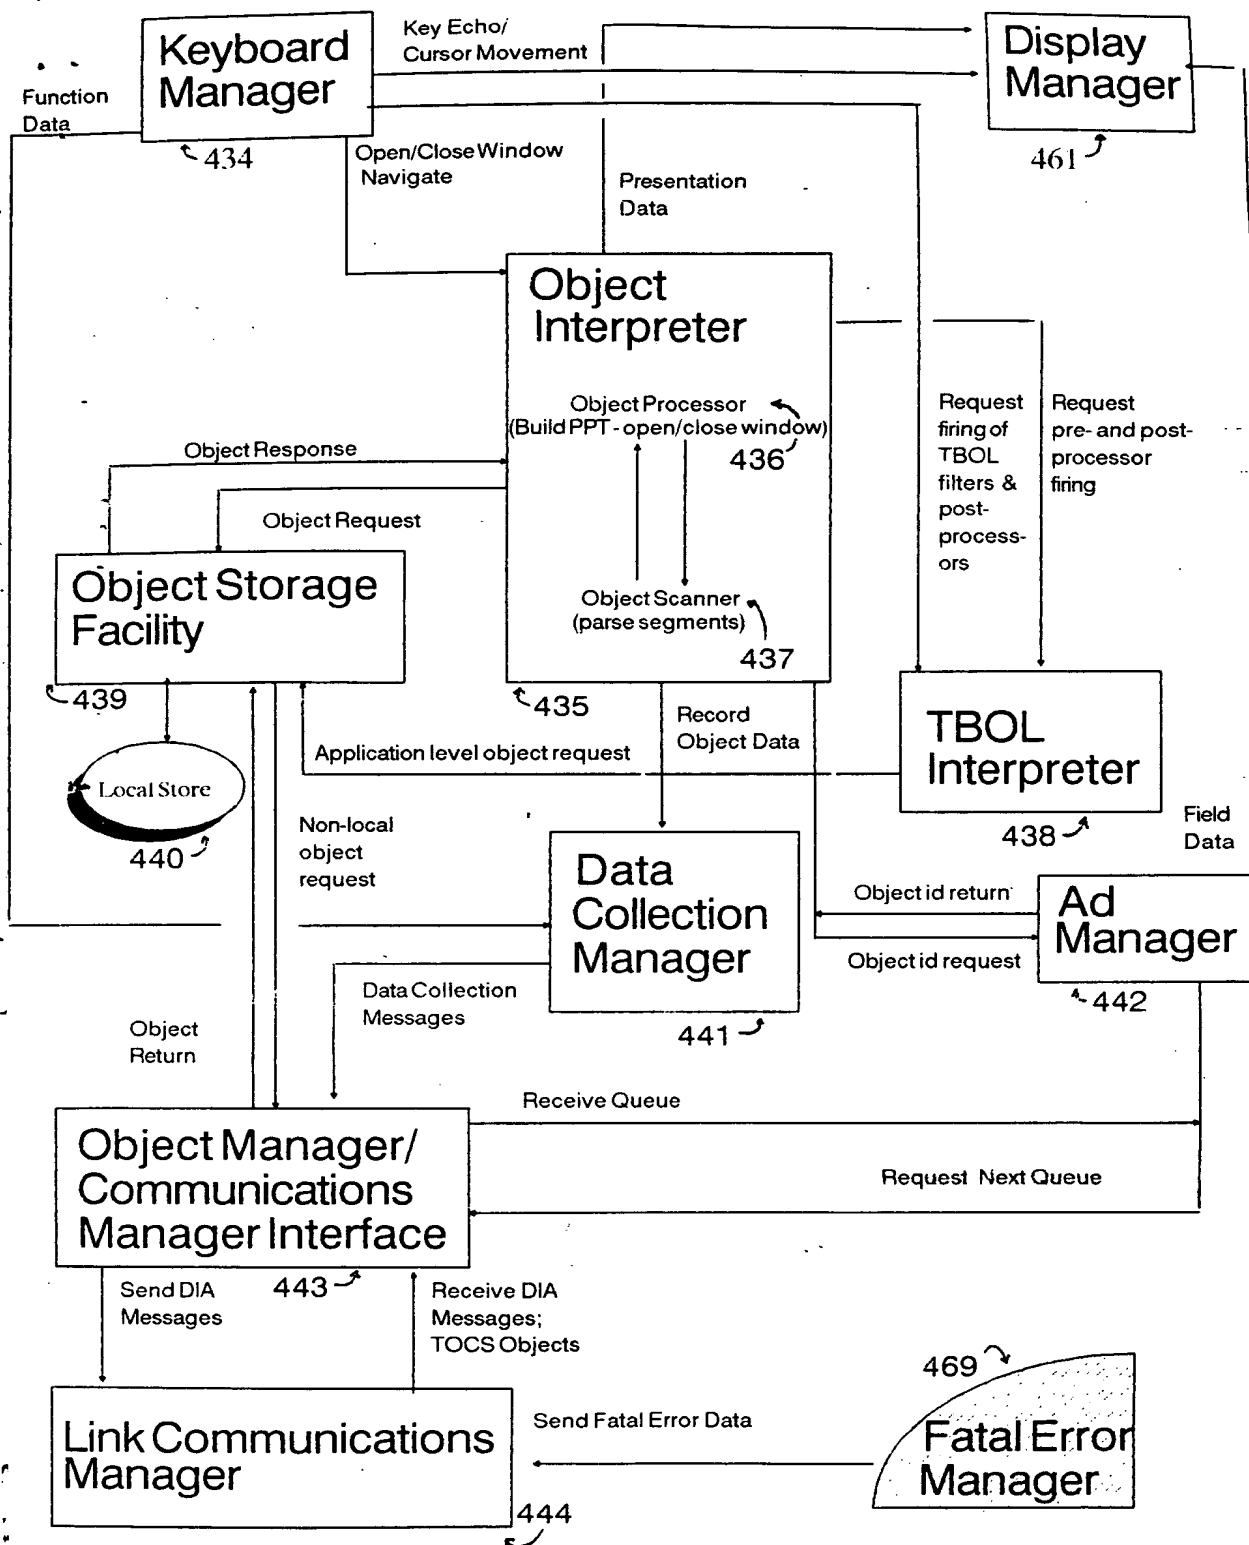 Keyboard
Manager
434
Function
Data
Key Echo/
Cursor Movement
Display
Manager
461
Open/Close Window
Navigate
Presentation
Data
Object
Interpreter
Object Processor
(Build PPT - open/close window)
436
Object Scanner
(parse segments)
437
435
Request
firing of
TBOL
filters &
post-
process-
ors
Request
pre- and post-
processor
firing
Object Response
Object Request
Object Storage
Facility
439
Local Store
440
Application level object request
Record
Object Data
TBOL
Interpreter
438
Field
Data
Non-local
object
request
Data
Collection
Manager
441
Object id return
Object id request
Ad
Manager
442
Data Collection
Messages
Object
Return
Receive Queue
Request Next Queue
Object Manager/
Communications
Manager Interface
443
Send DIA
Messages
Receive DIA
Messages;
TOCS Objects
Link Communications
Manager
444
Send Fatal Error Data
469
Fatal Error
Manager